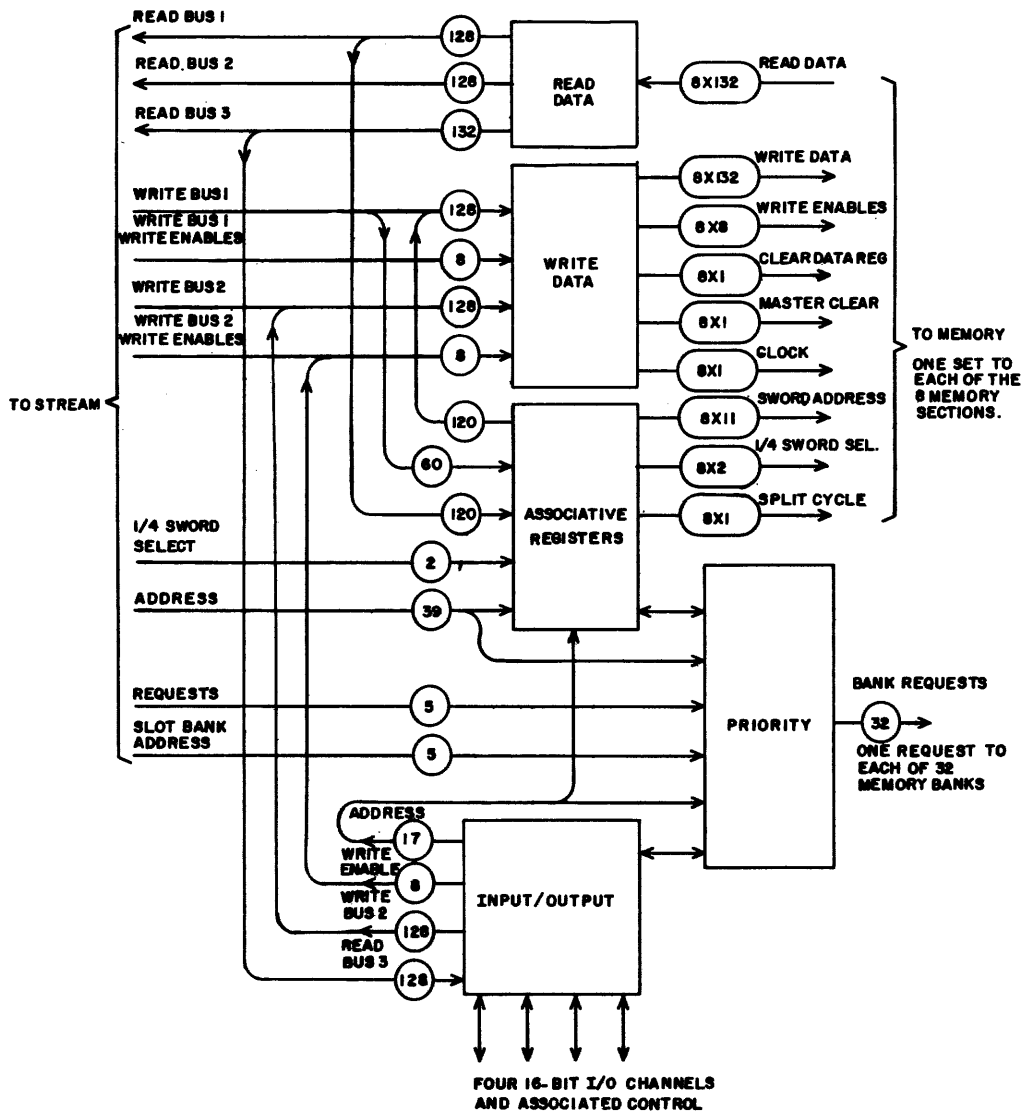 READ BUS 1
128
READ BUS 2
128
READ BUS 3
132
READ
DATA
8X132
READ DATA
WRITE BUS 1
128
WRITE BUS 1
WRITE ENABLES
8
WRITE BUS 2
128
WRITE BUS 2
WRITE ENABLES
8
WRITE
DATA
8X132
WRITE DATA
8X8
WRITE ENABLES
8X1
CLEAR DATA REG
8X1
MASTER CLEAR
8X1
CLOCK
TO MEMORY
ONE SET TO
EACH OF THE
8 MEMORY
SECTIONS.
TO STREAM
120
60
120
1/4 SWORD
SELECT
2
ADDRESS
39
ASSOCIATIVE
REGISTERS
8X11
SWORD ADDRESS
8X2
1/4 SWORD SEL.
8X1
SPLIT CYCLE
REQUESTS
5
SLOT BANK
ADDRESS
5
PRIORITY
BANK REQUESTS
32
ONE REQUEST TO
EACH OF 32
MEMORY BANKS
ADDRESS
17
WRITE
ENABLE
8
WRITE
BUS 2
128
READ
BUS 3
128
INPUT/OUTPUT
FOUR 16-BIT I/O CHANNELS
AND ASSOCIATED CONTROL